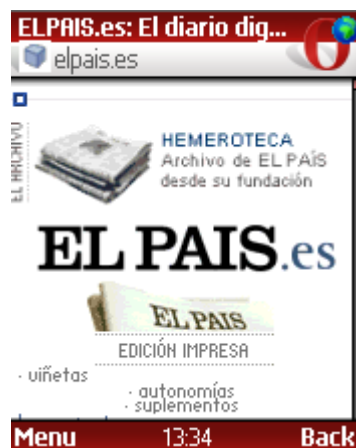 ELPAIS.es: El diario dig...
elpais.es
EL ARCHIVO
HEMEROTECA
Archivo de EL PAÍS
desde su fundación
EL PAIS.es
EL PAIS
EDICIÓN IMPRESA
· viñetas
· autonomías
· suplementos
Menu 13:34 Back